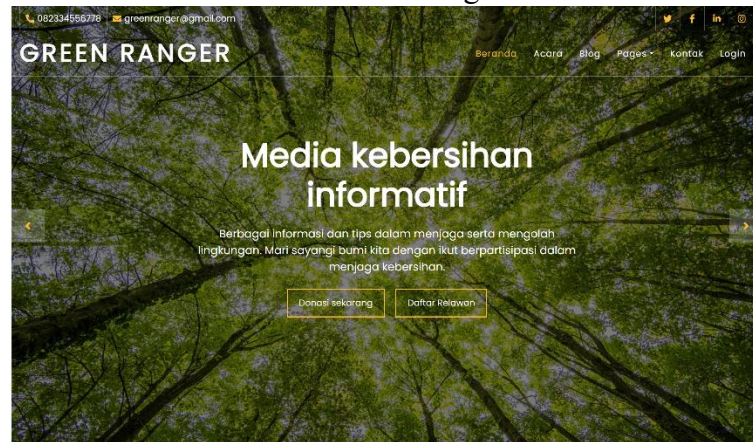 082334556778 greenranger@gmail.com
GREEN RANGER
Beranda Acara Blog Pages Kontak Login
Media kebersihan
informatif
Berbagai informasi dan tips dalam menjaga serta mengolah
lingkungan. Mari sayangi bumi kita dengan ikut berpartisipasi dalam
menjaga kebersihan.
Donasi sekarang Daftar Relawan